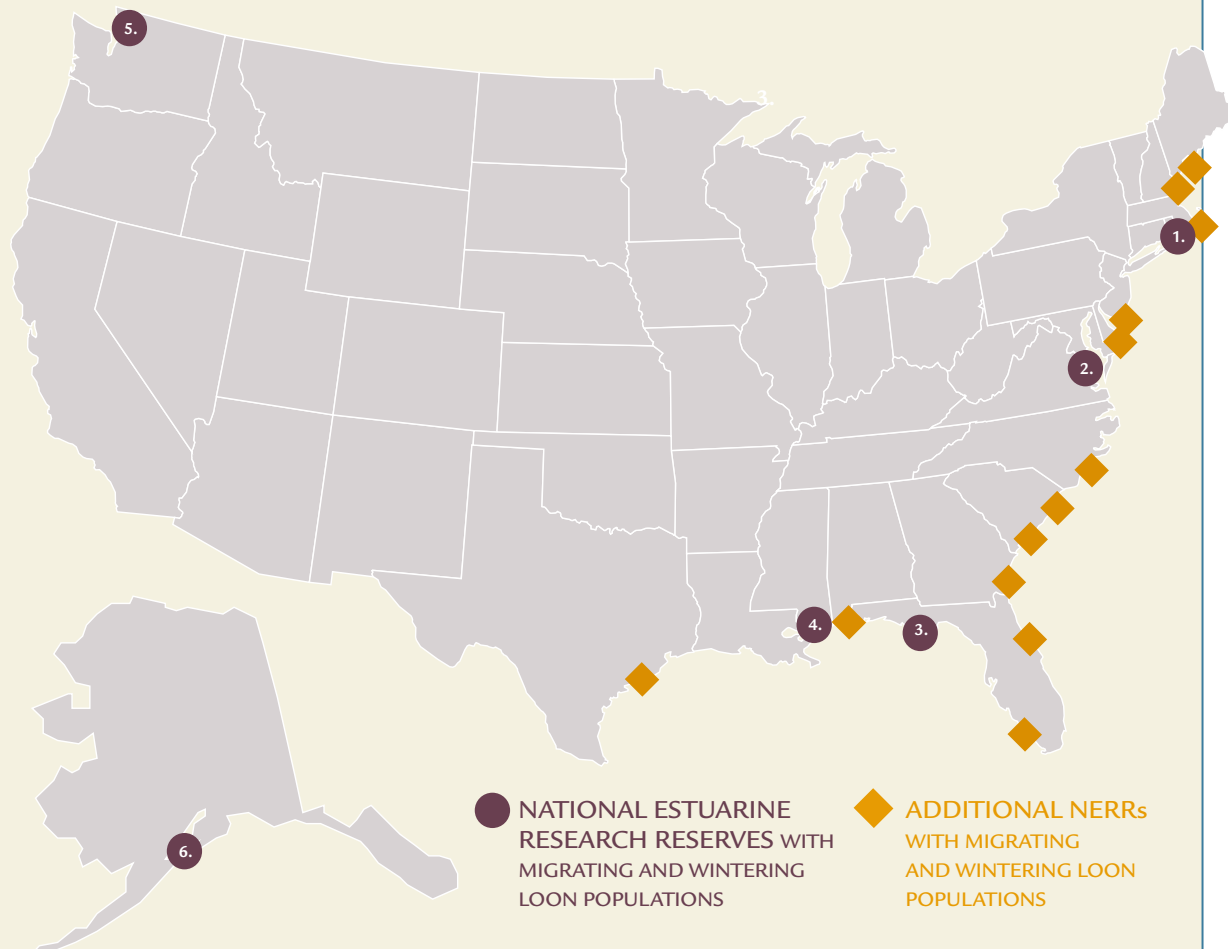 5.
3.
1.
2.
4.
3.
6.
NATIONAL ESTUARINE
RESEARCH RESERVES WITH
MIGRATING AND WINTERING
LOON POPULATIONS
ADDITIONAL NERRs
WITH MIGRATING
AND WINTERING LOON
POPULATIONS